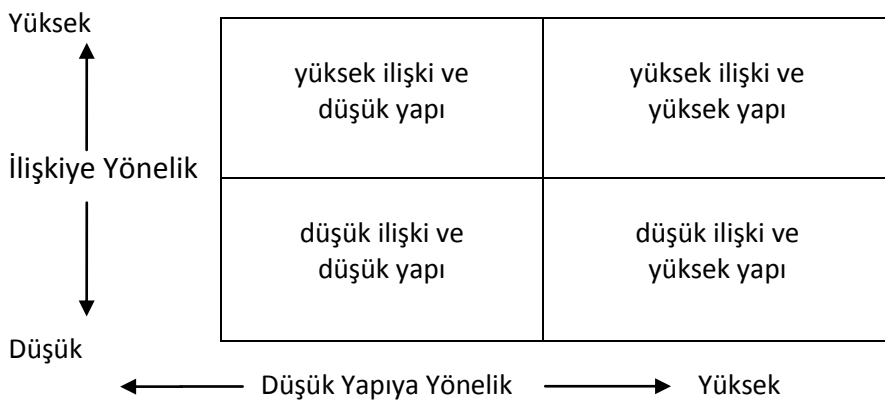 Yüksek
yüksek ilişki ve
düşük yapı
yüksek ilişki ve
yüksek yapı
İlişkiye Yönelik
düşük ilişki ve
düşük yapı
düşük ilişki ve
yüksek yapı
Düşük
Düşük Yapıya Yönelik
Yüksek